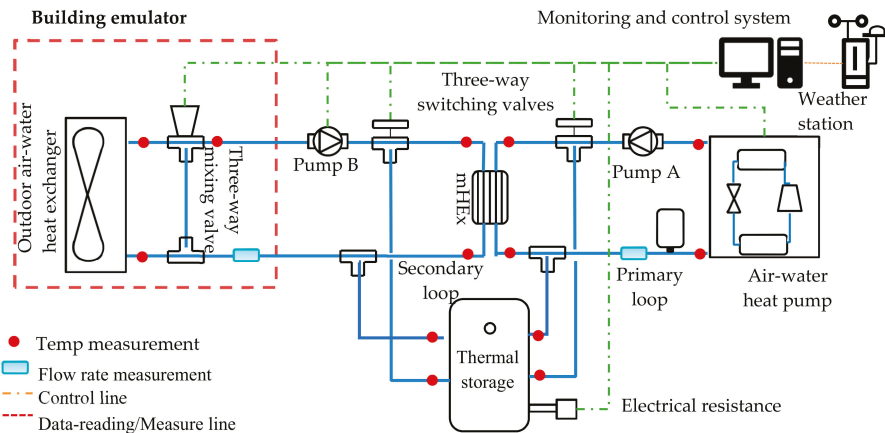 Building emulator
Monitoring and control system
Weather
station
Three-way
switching valves
Outdoor air-water
heat exchanger
Three-way
mixing valve
Pump B
mHEx
Pump A
Secondary
loop
Primary
loop
Air-water
heat pump
Thermal
storage
Electrical resistance
Temp measurement
Flow rate measurement
Control line
Data-reading/Measure line